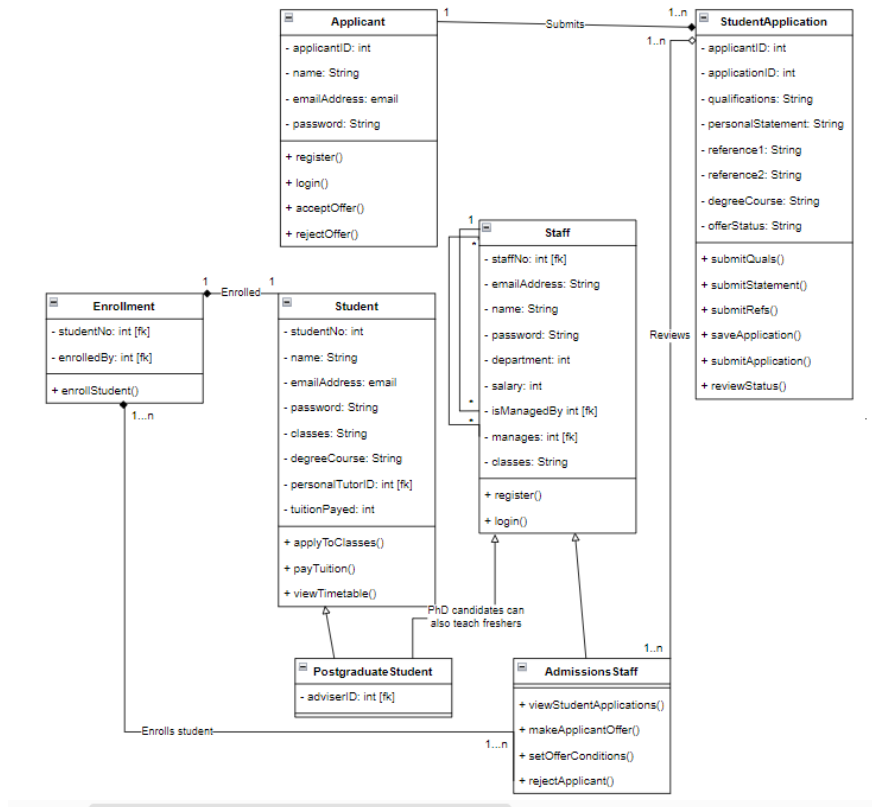 Applicant
- applicantID: int
- name: String
- emailAddress: email
- password: String
+ register()
+ login()
+ acceptOffer()
+ rejectOffer()
1
Submits
1..n
1..n
StudentApplication
- applicantID: int
- applicationID: int
- qualifications: String
- personalStatement: String
- reference1: String
- reference2: String
- degreeCourse: String
- offerStatus: String
+ submitQuals()
+ submitStatement()
+ submitRefs()
+ saveApplication()
+ submitApplication()
+ reviewStatus()
Reviews
1
*
*
*
Staff
- staffNo: int [fk]
- emailAddress: String
- name: String
- password: String
- department: int
- salary: int
- isManagedBy int [fk]
- manages: int [fk]
- classes: String
+ register()
+ login()
Enrollment
- studentNo: int [fk]
- enrolledBy: int [fk]
+ enrollStudent()
1
Enrolled
1
1...n
Student
- studentNo: int
- name: String
- emailAddress: email
- password: String
- classes: String
- degreeCourse: String
- personalTutorID: int [fk]
- tuitionPayed: int
+ applyToClasses()
+ payTuition()
+ viewTimetable()
PhD candidates can
also teach freshers
PostgraduateStudent
- adviserID: int [fk]
1..n
Admissions Staff
+ viewStudentApplications()
+ makeApplicantOffer()
+ setOfferConditions()
+ rejectApplicant()
Enrolls student
1...n